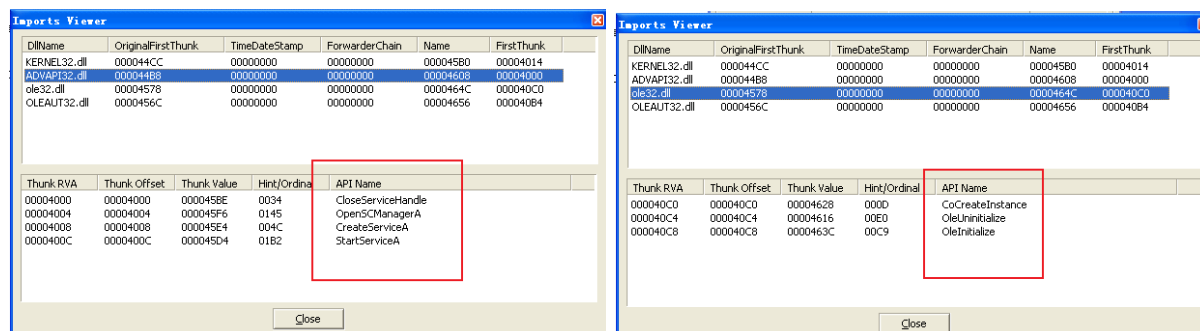 Imports Viewer
DllName OriginalFirstThunk TimeDateStamp ForwarderChain Name FirstThunk
KERNEL32.dll 000044CC 00000000 00000000 000045B0 00004014
ADVAPI32.dll 000044B8 00000000 00000000 00004608 00004000
ole32.dll 00004578 00000000 00000000 0000464C 000040C0
OLEAUT32.dll 0000456C 00000000 00000000 00004656 000040B4
Thunk RVA Thunk Offset Thunk Value Hint/Ordinal API Name
00004000 00004000 000045BE 0034 CloseServiceHandle
00004004 00004004 000045F6 0145 OpenSCManagerA
00004008 00004008 000045E4 004C CreateServiceA
0000400C 0000400C 000045D4 01B2 StartServiceA
Close
Imports Viewer
DllName OriginalFirstThunk TimeDateStamp ForwarderChain Name FirstThunk
KERNEL32.dll 000044CC 00000000 00000000 000045B0 00004014
ADVAPI32.dll 000044B8 00000000 00000000 00004608 00004000
ole32.dll 00004578 00000000 00000000 0000464C 000040C0
OLEAUT32.dll 0000456C 00000000 00000000 00004656 000040B4
Thunk RVA Thunk Offset Thunk Value Hint/Ordinal API Name
000040C0 000040C0 00004628 000D CoCreateInstance
000040C4 000040C4 00004616 00E0 OleUninitialize
000040C8 000040C8 0000463C 00C9 OleInitialize
Close